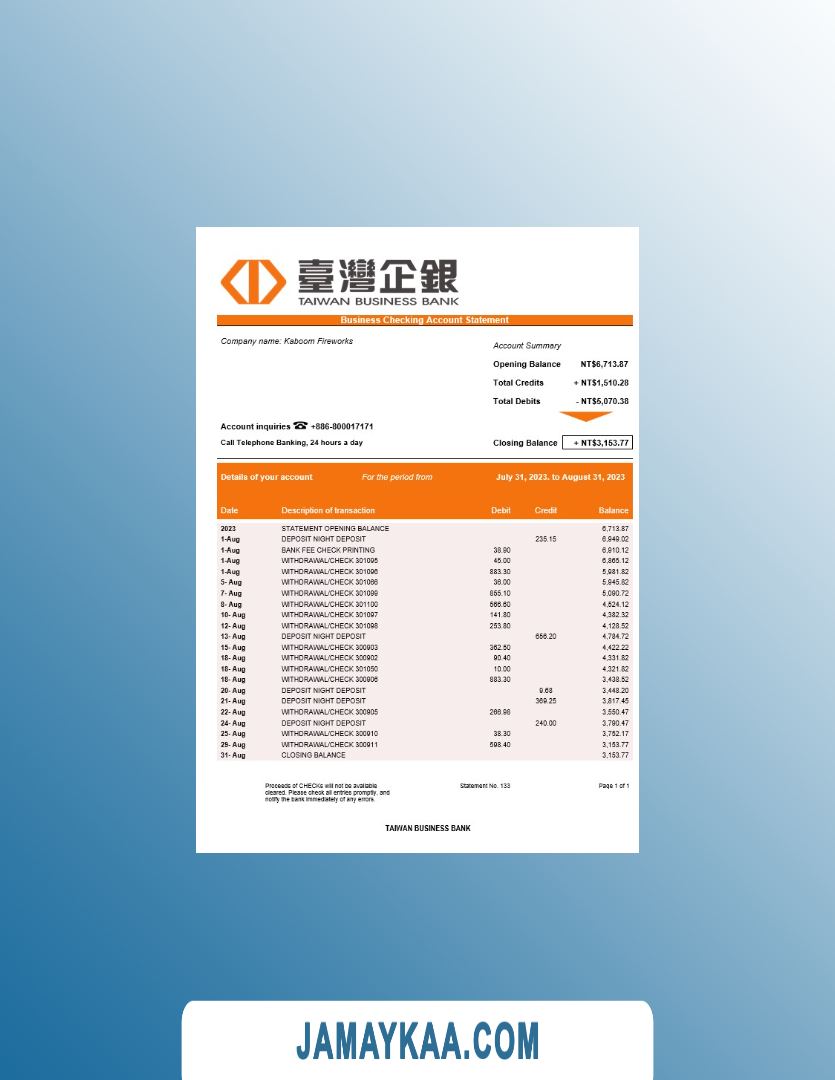 臺灣企銀
TAIWAN BUSINESS BANK
Business Checking Account Statement
Company name: Kaboom Fireworks
Account Summary
Opening Balance NT$6,713.87
Total Credits + NT$1,510.28
Total Debits - NT$5,070.38
Account inquiries ☎ +886-800017171
Call Telephone Banking, 24 hours a day
Closing Balance + NT$3,153.77
Details of your account For the period from July 31, 2023. to August 31, 2023
Date Description of transaction Debit Credit Balance
2023 STATEMENT OPENING BALANCE 6,713.87
1-Aug DEPOSIT NIGHT DEPOSIT 235.15 6,949.02
1-Aug BANK FEE CHECK PRINTING 38.90 6,910.12
1-Aug WITHDRAWAL/CHECK 301095 45.00 6,865.12
1-Aug WITHDRAWAL/CHECK 301096 883.30 5,981.82
5- Aug WITHDRAWAL/CHECK 301086 36.00 5,945.82
7- Aug WITHDRAWAL/CHECK 301099 855.10 5,090.72
8- Aug WITHDRAWAL/CHECK 301100 566.60 4,524.12
10- Aug WITHDRAWAL/CHECK 301097 141.80 4,382.32
12- Aug WITHDRAWAL/CHECK 301098 253.80 4,128.52
13- Aug DEPOSIT NIGHT DEPOSIT 656.20 4,784.72
15- Aug WITHDRAWAL/CHECK 300903 362.50 4,422.22
18- Aug WITHDRAWAL/CHECK 300902 90.40 4,331.82
18- Aug WITHDRAWAL/CHECK 301050 10.00 4,321.82
18- Aug WITHDRAWAL/CHECK 300906 883.30 3,438.52
20- Aug DEPOSIT NIGHT DEPOSIT 9.68 3,448.20
21- Aug DEPOSIT NIGHT DEPOSIT 369.25 3,817.45
22- Aug WITHDRAWAL/CHECK 300905 266.98 3,550.47
24- Aug DEPOSIT NIGHT DEPOSIT 240.00 3,790.47
25- Aug WITHDRAWAL/CHECK 300910 38.30 3,752.17
29- Aug WITHDRAWAL/CHECK 300911 598.40 3,153.77
31- Aug CLOSING BALANCE 3,153.77
Proceeds of CHECKs will not be available Statement No. 133 Page 1 of 1
cleared. Please check all entries promptly, and
notify the bank immediately of any errors.
TAIWAN BUSINESS BANK
JAMAYKAA.COM